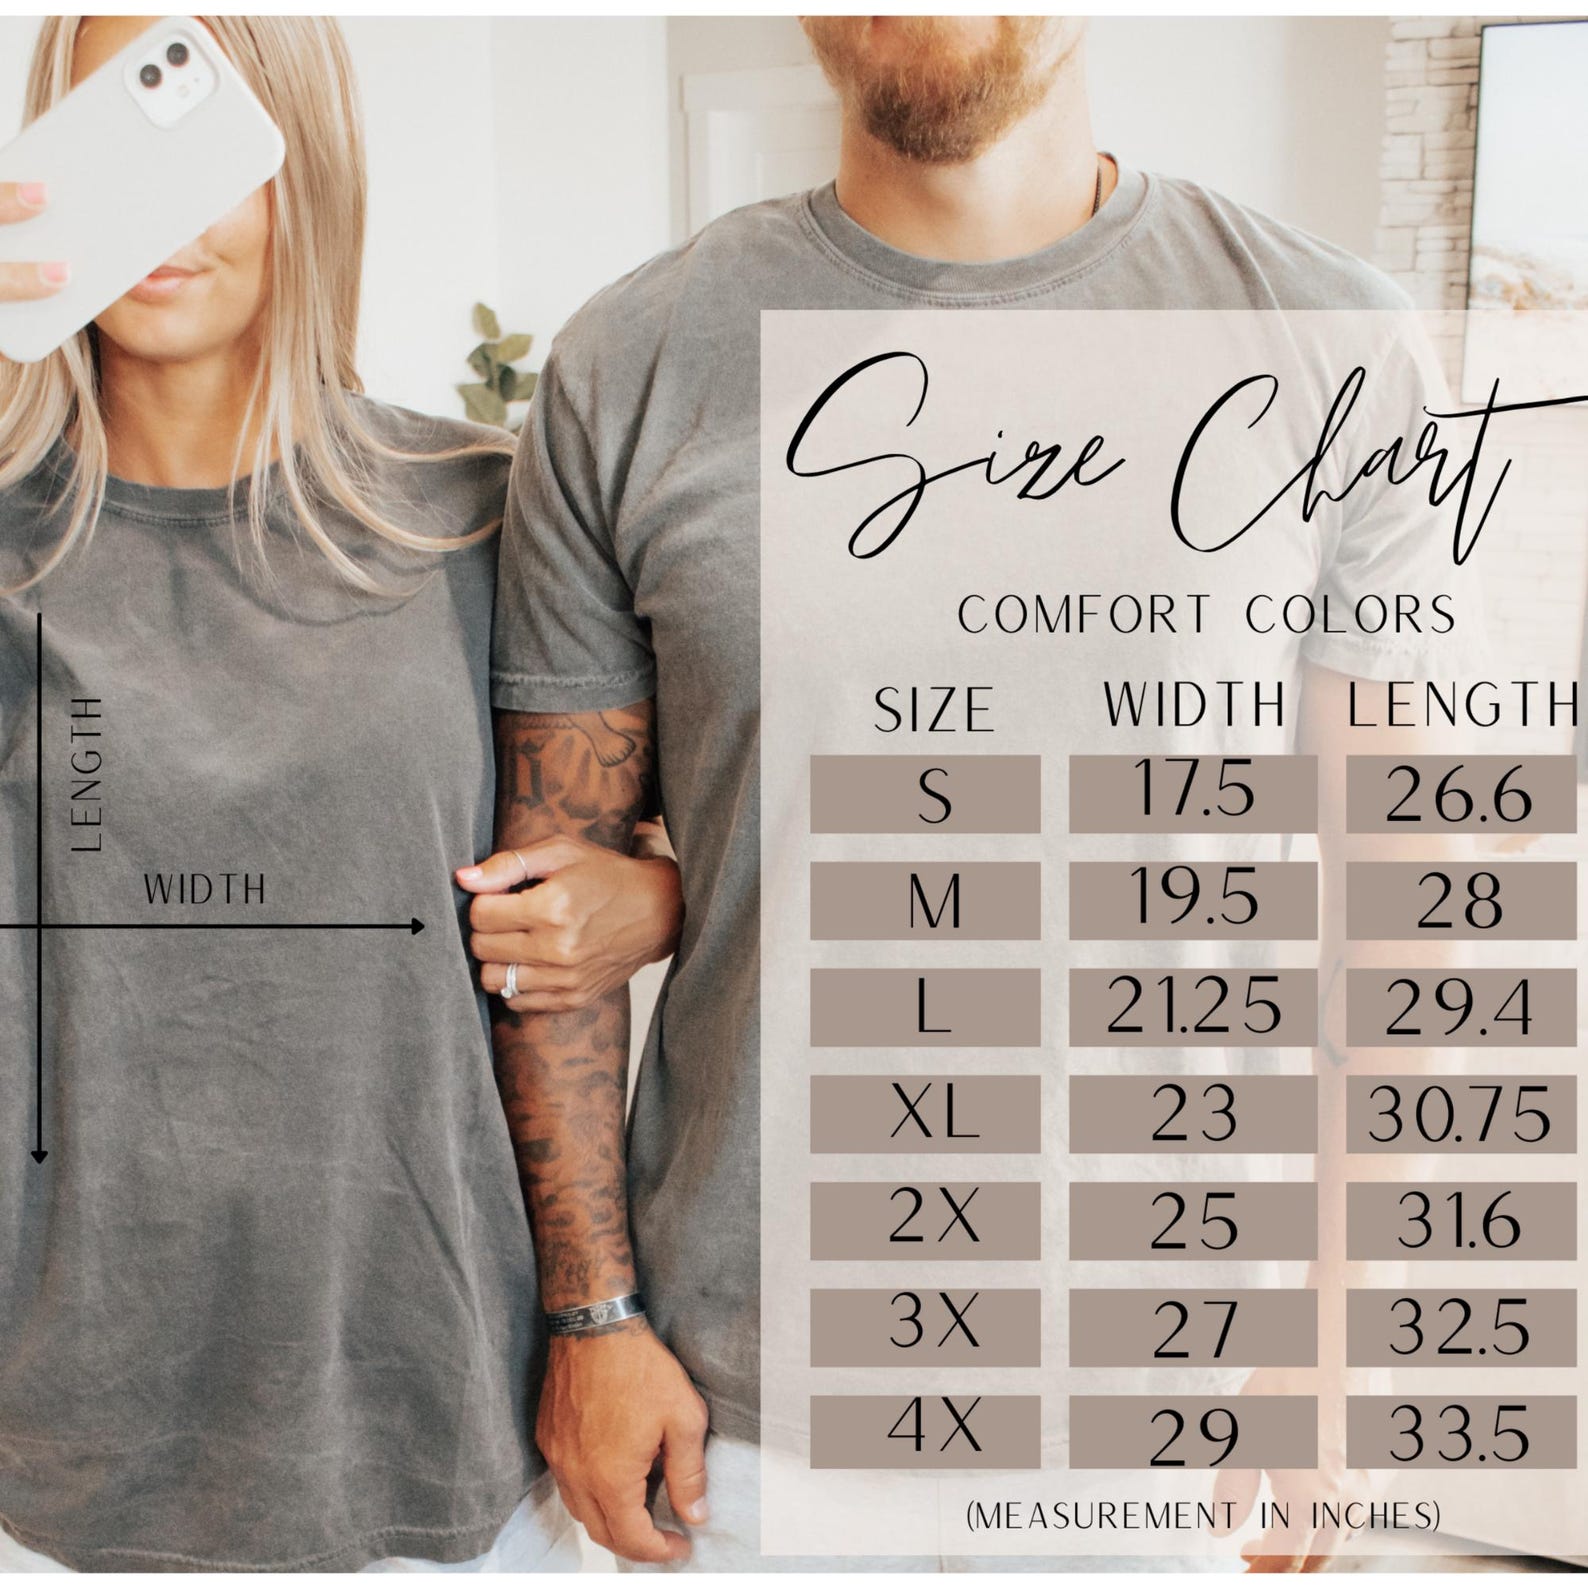 Size Chart
COMFORT COLORS
SIZE WIDTH LENGTH
S 17.5 26.6
M 19.5 28
L 21.25 29.4
XL 23 30.75
2X 25 31.6
3X 27 32.5
4X 29 33.5
(MEASUREMENT IN INCHES)
LENGTH
WIDTH